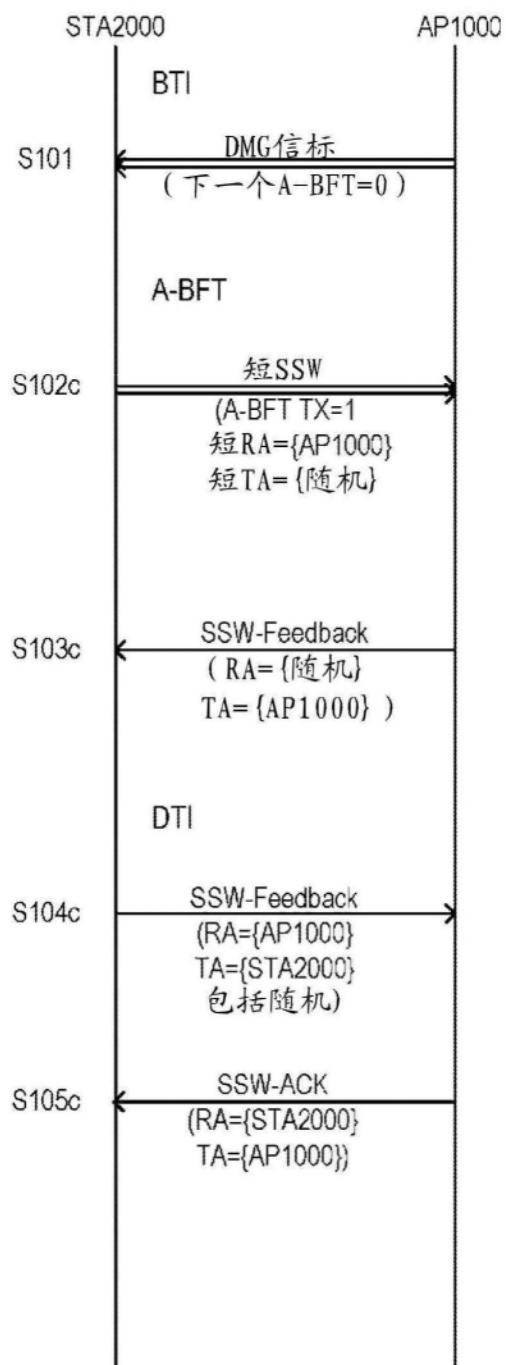 STA2000 AP1000
BTI
S101 DMG信标
(下一个A-BFT=0)
A-BFT
S102c 短SSW
(A-BFT TX=1
短RA={AP1000}
短TA={随机}
S103c SSW-Feedback
(RA={随机}
TA={AP1000})
DTI
S104c SSW-Feedback
(RA={AP1000}
TA={STA2000}
包括随机)
S105c SSW-ACK
(RA={STA2000}
TA={AP1000})